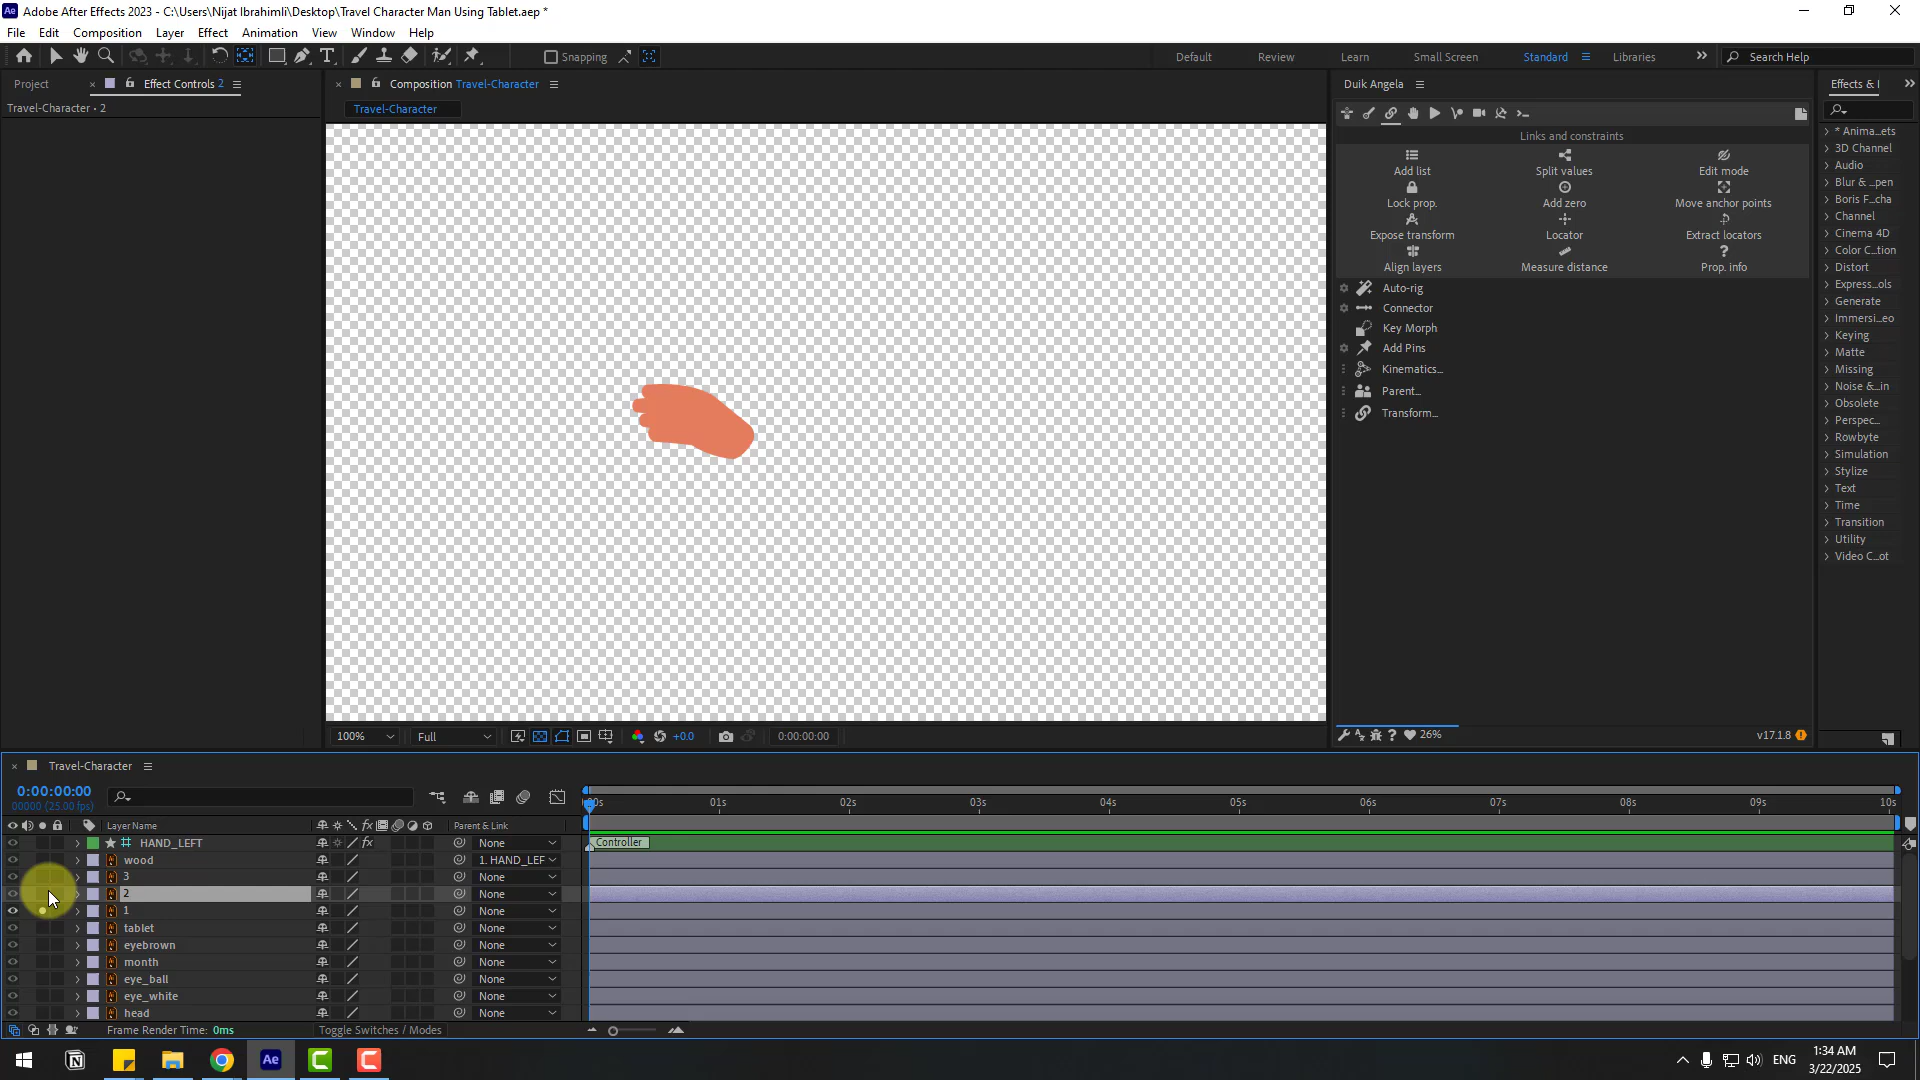 Adobe After Effects 2023 - C:\Users\Nijat Ibrahimli\Desktop\Travel Character Man Using Tablet.aep *
File Edit Composition Layer Effect Animation View Window Help
Snapping
Default Review Learn Small Screen Standard Libraries Search Help
Project Effect Controls 2
Travel-Character • 2
Composition Travel-Character
Travel-Character
Duik Angela
Links and constraints
Add list Split values Edit mode
Lock prop. Add zero Move anchor points
Expose transform Locator Extract locators
Align layers Measure distance Prop. info
Auto-rig
Connector
Key Morph
Add Pins
Kinematics...
Parent...
Transform...
26% v17.1.8
Effects & I
* Anima...ets
3D Channel
Audio
Blur & ...pen
Boris F...cha
Channel
Cinema 4D
Color C...tion
Distort
Express...ols
Generate
Immersi...eo
Keying
Matte
Missing
Noise &...in
Obsolete
Perspec...
Rowbyte
Simulation
Stylize
Text
Time
Transition
Utility
Video C...ot
100% Full +0.0 0:00:00:00
Travel-Character
0:00:00:00
00000 (25.00 fps)
:00s 01s 02s 03s 04s 05s 06s 07s 08s 09s 10s
Layer Name fx Parent & Link
HAND_LEFT fx None Controller
wood 1. HAND_LEF
3 None
2 None
1 None
tablet None
eyebrown None
month None
eye_ball None
eye_white None
head None
Frame Render Time: 0ms Toggle Switches / Modes
Ae
ENG
1:34 AM
3/22/2025